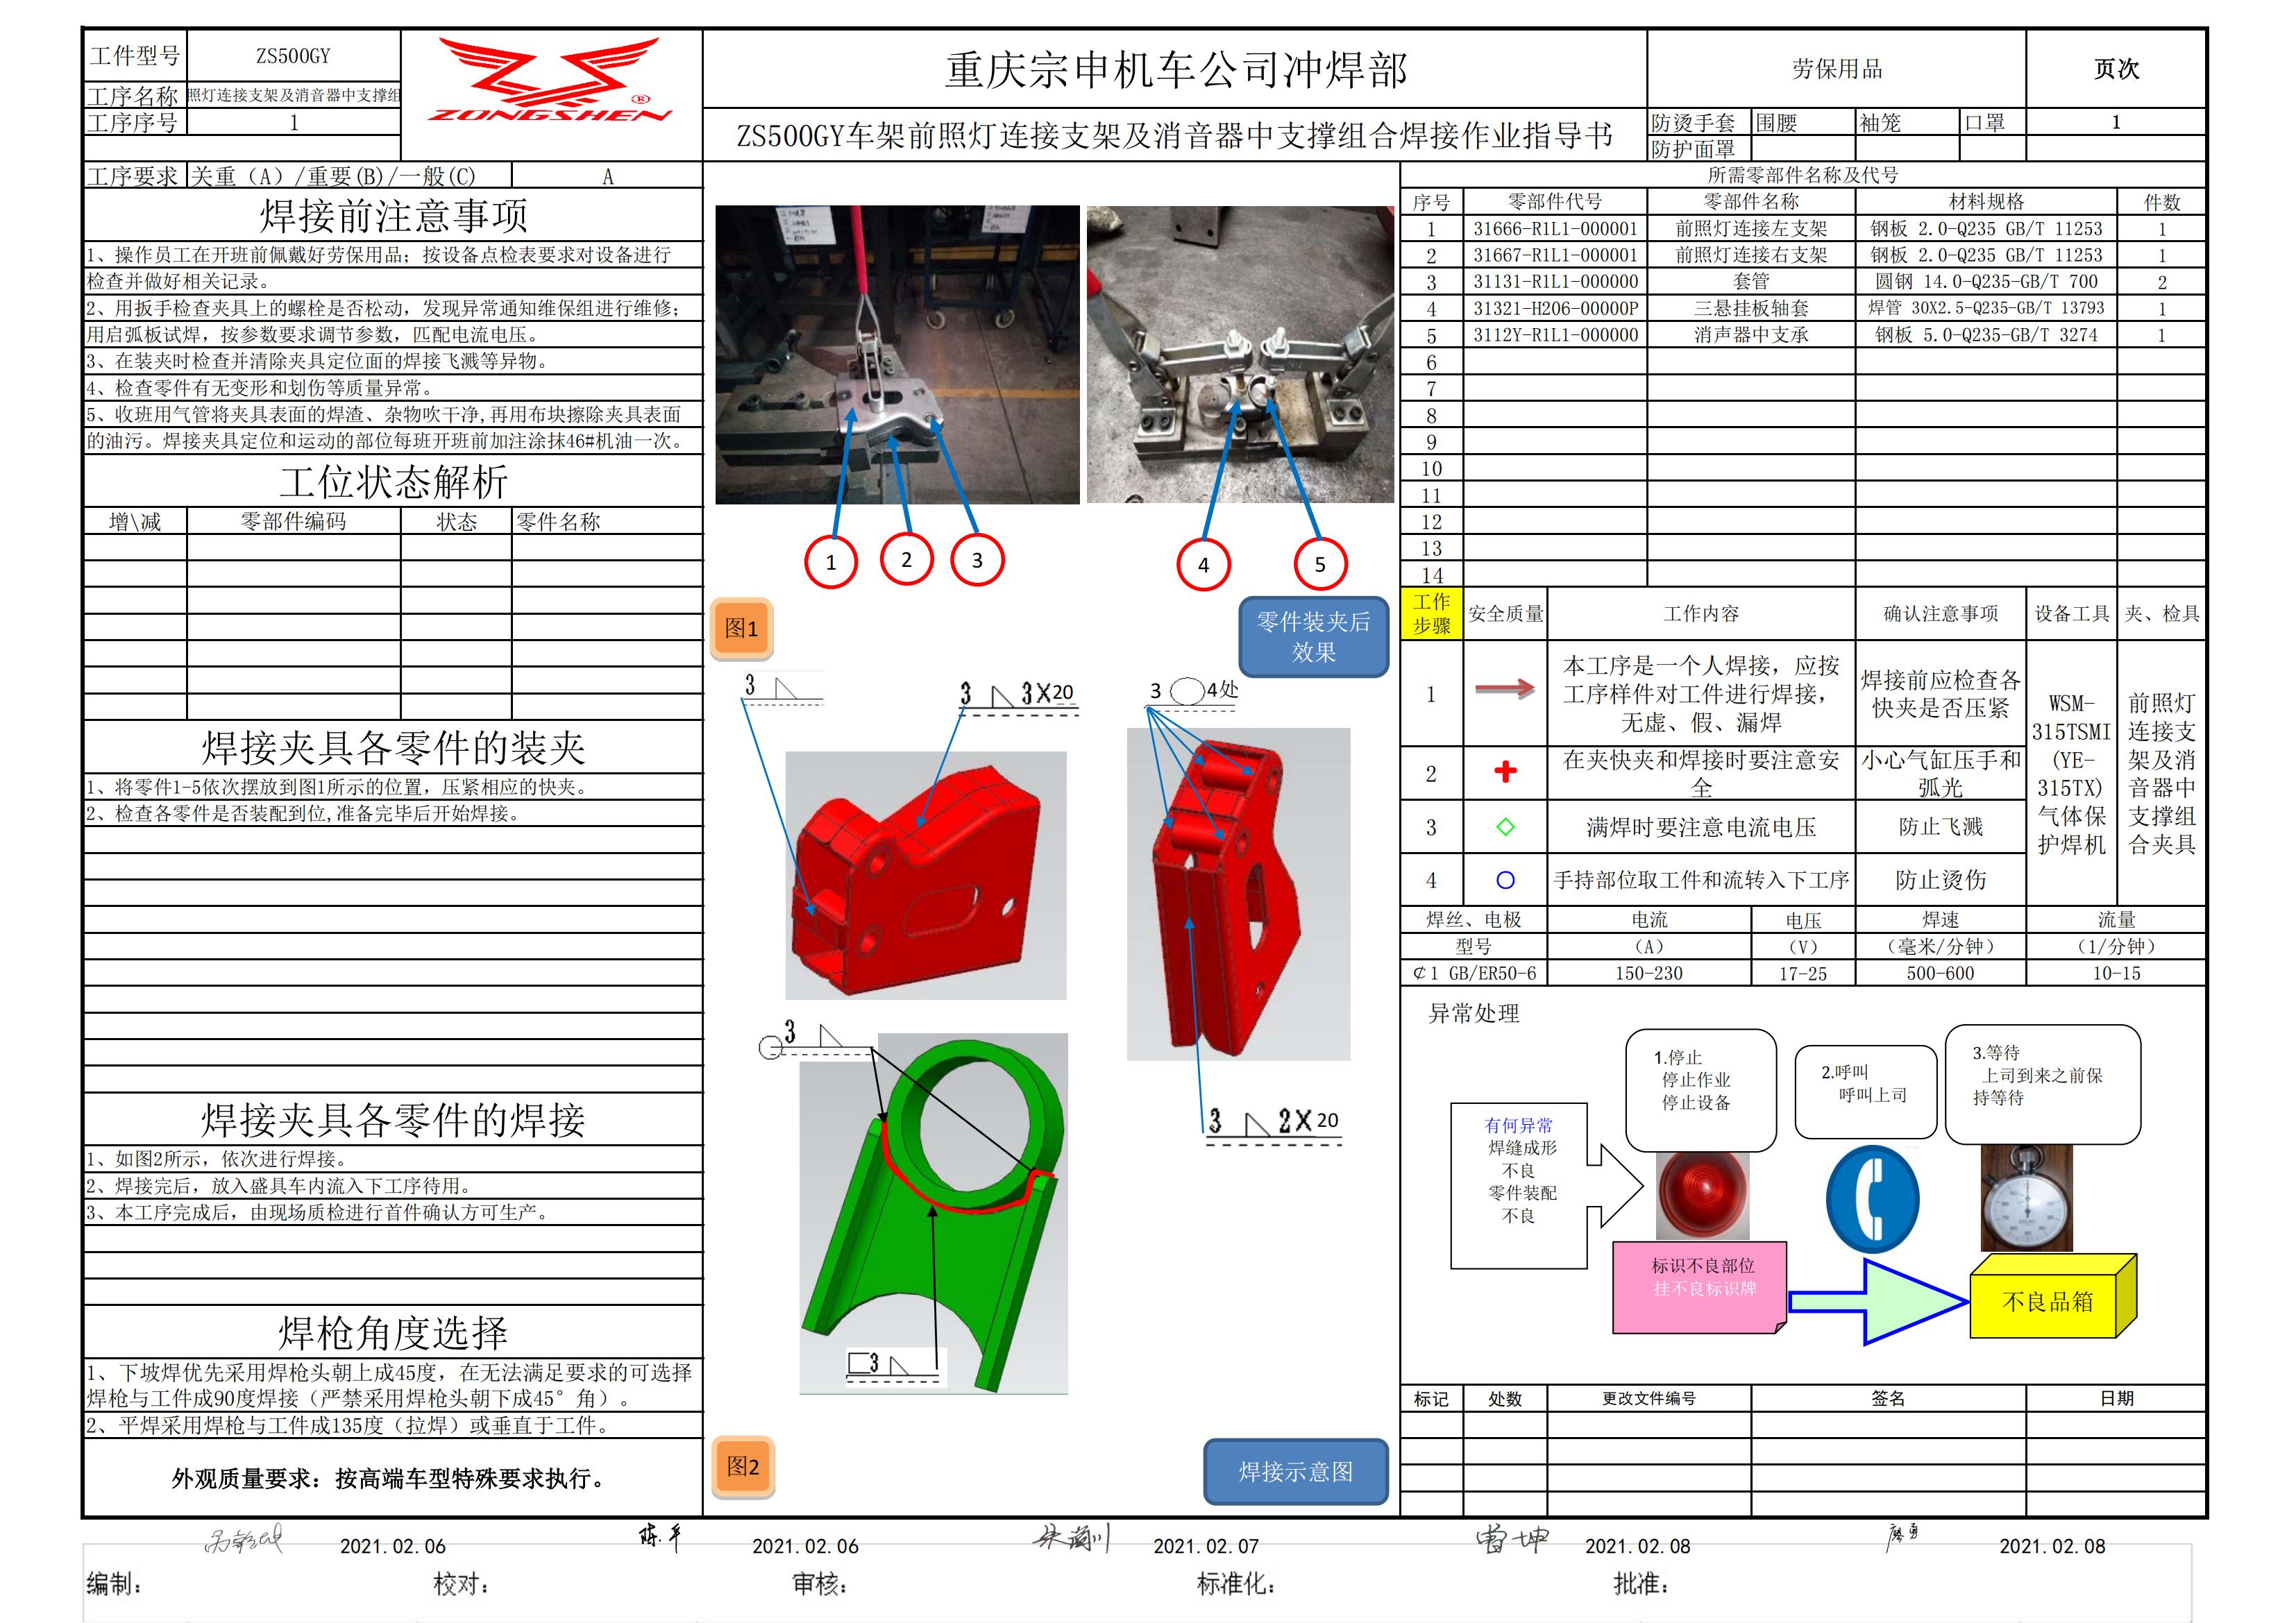 工件型号 ZS500GY
工序名称 照灯连接支架及消音器中支撑组
工序序号 1
ZONGSHEN ®
重庆宗申机车公司冲焊部
ZS500GY车架前照灯连接支架及消音器中支撑组合焊接作业指导书
劳保用品 页次
防烫手套 围腰 袖笼 口罩 1
防护面罩
工序要求 关重（A）/重要(B)/一般(C) A
焊接前注意事项
1、操作员工在开班前佩戴好劳保用品；按设备点检表要求对设备进行
检查并做好相关记录。
2、用扳手检查夹具上的螺栓是否松动，发现异常通知维保组进行维修；
用启弧板试焊，按参数要求调节参数，匹配电流电压。
3、在装夹时检查并清除夹具定位面的焊接飞溅等异物。
4、检查零件有无变形和划伤等质量异常。
5、收班用气管将夹具表面的焊渣、杂物吹干净,再用布块擦除夹具表面
的油污。焊接夹具定位和运动的部位每班开班前加注涂抹46#机油一次。
工位状态解析
增\减 零部件编码 状态 零件名称
焊接夹具各零件的装夹
1、将零件1-5依次摆放到图1所示的位置，压紧相应的快夹。
2、检查各零件是否装配到位,准备完毕后开始焊接。
焊接夹具各零件的焊接
1、如图2所示，依次进行焊接。
2、焊接完后，放入盛具车内流入下工序待用。
3、本工序完成后，由现场质检进行首件确认方可生产。
焊枪角度选择
1、下坡焊优先采用焊枪头朝上成45度，在无法满足要求的可选择
焊枪与工件成90度焊接（严禁采用焊枪头朝下成45°角）。
2、平焊采用焊枪与工件成135度（拉焊）或垂直于工件。
外观质量要求：按高端车型特殊要求执行。
1 2 3 4 5
图1
零件装夹后
效果
3
3 3X20
3 4处
3
3 2X20
3
图2
焊接示意图
所需零部件名称及代号
序号 零部件代号 零部件名称 材料规格 件数
1 31666-R1L1-000001 前照灯连接左支架 钢板 2.0-Q235 GB/T 11253 1
2 31667-R1L1-000001 前照灯连接右支架 钢板 2.0-Q235 GB/T 11253 1
3 31131-R1L1-000000 套管 圆钢 14.0-Q235-GB/T 700 2
4 31321-H206-00000P 三悬挂板轴套 焊管 30X2.5-Q235-GB/T 13793 1
5 3112Y-R1L1-000000 消声器中支承 钢板 5.0-Q235-GB/T 3274 1
6
7
8
9
10
11
12
13
14
工作
步骤 安全质量 工作内容 确认注意事项 设备工具 夹、检具
1 本工序是一个人焊接，应按
工序样件对工件进行焊接，
无虚、假、漏焊
焊接前应检查各
快夹是否压紧
2 在夹快夹和焊接时要注意安
全
小心气缸压手和
弧光
3 满焊时要注意电流电压 防止飞溅
4 手持部位取工件和流转入下工序 防止烫伤
WSM-
315TSMI
(YE-
315TX)
气体保
护焊机
前照灯
连接支
架及消
音器中
支撑组
合夹具
焊丝、电极 电流 电压 焊速 流量
型号 （A） （V） （毫米/分钟） （1/分钟）
¢1 GB/ER50-6 150-230 17-25 500-600 10-15
异常处理
有何异常
焊缝成形
不良
零件装配
不良
1.停止
停止作业
停止设备
2.呼叫
呼叫上司
3.等待
上司到来之前保
持等待
标识不良部位
挂不良标识牌
不良品箱
标记 处数 更改文件编号 签名 日期
2021.02.06 陈平 2021.02.06 2021.02.07 雷坤 2021.02.08 廖勇 2021.02.08
编制： 校对： 审核： 标准化： 批准：